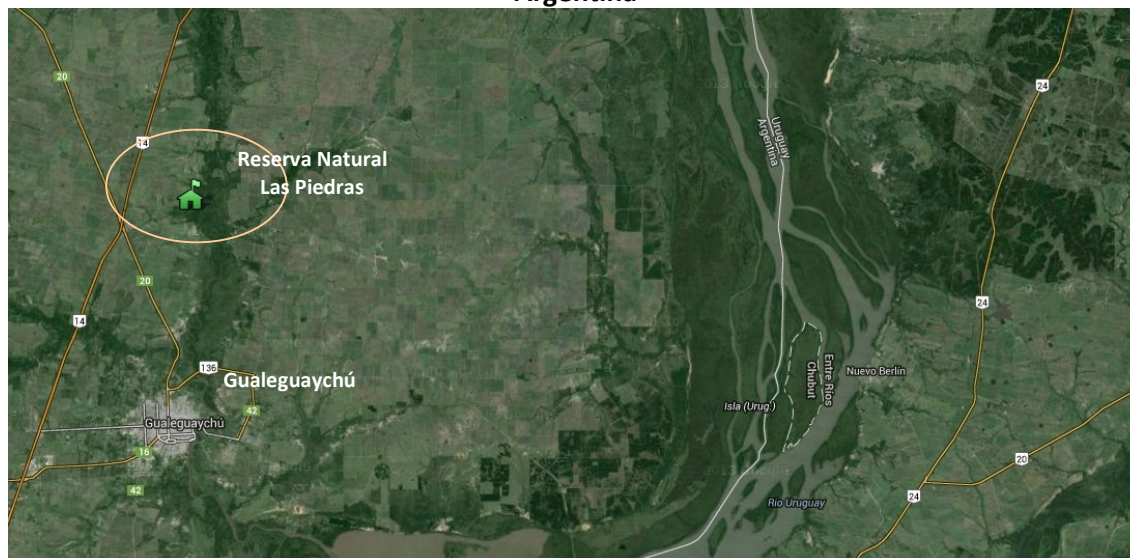 Argentina
20
14
Reserva Natural
Las Piedras
20
14
136
Gualeguaychú
42
Gualeguaychú
16
42
Uruguay
Argentina
24
24
Entre Ríos
Chubut
Nuevo Berlín
Isla (Urug.)
20
24
Río Uruguay